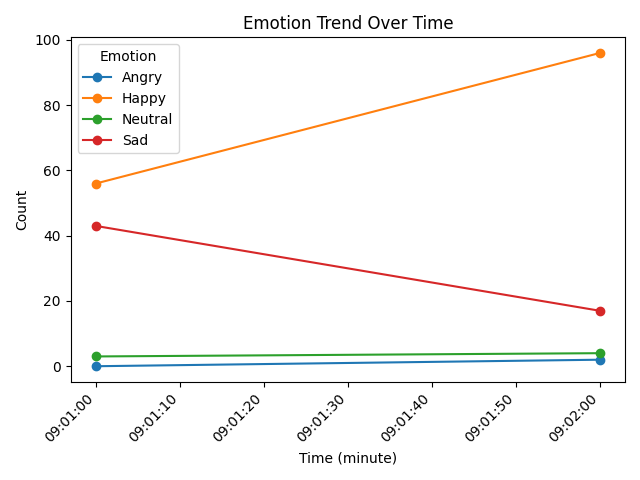 Emotion Trend Over Time
100
80
60
40
20
0
Count
Emotion
Angry
Happy
Neutral
Sad
09:01:00
09:01:10
09:01:20
09:01:30
09:01:40
09:01:50
09:02:00
Time (minute)